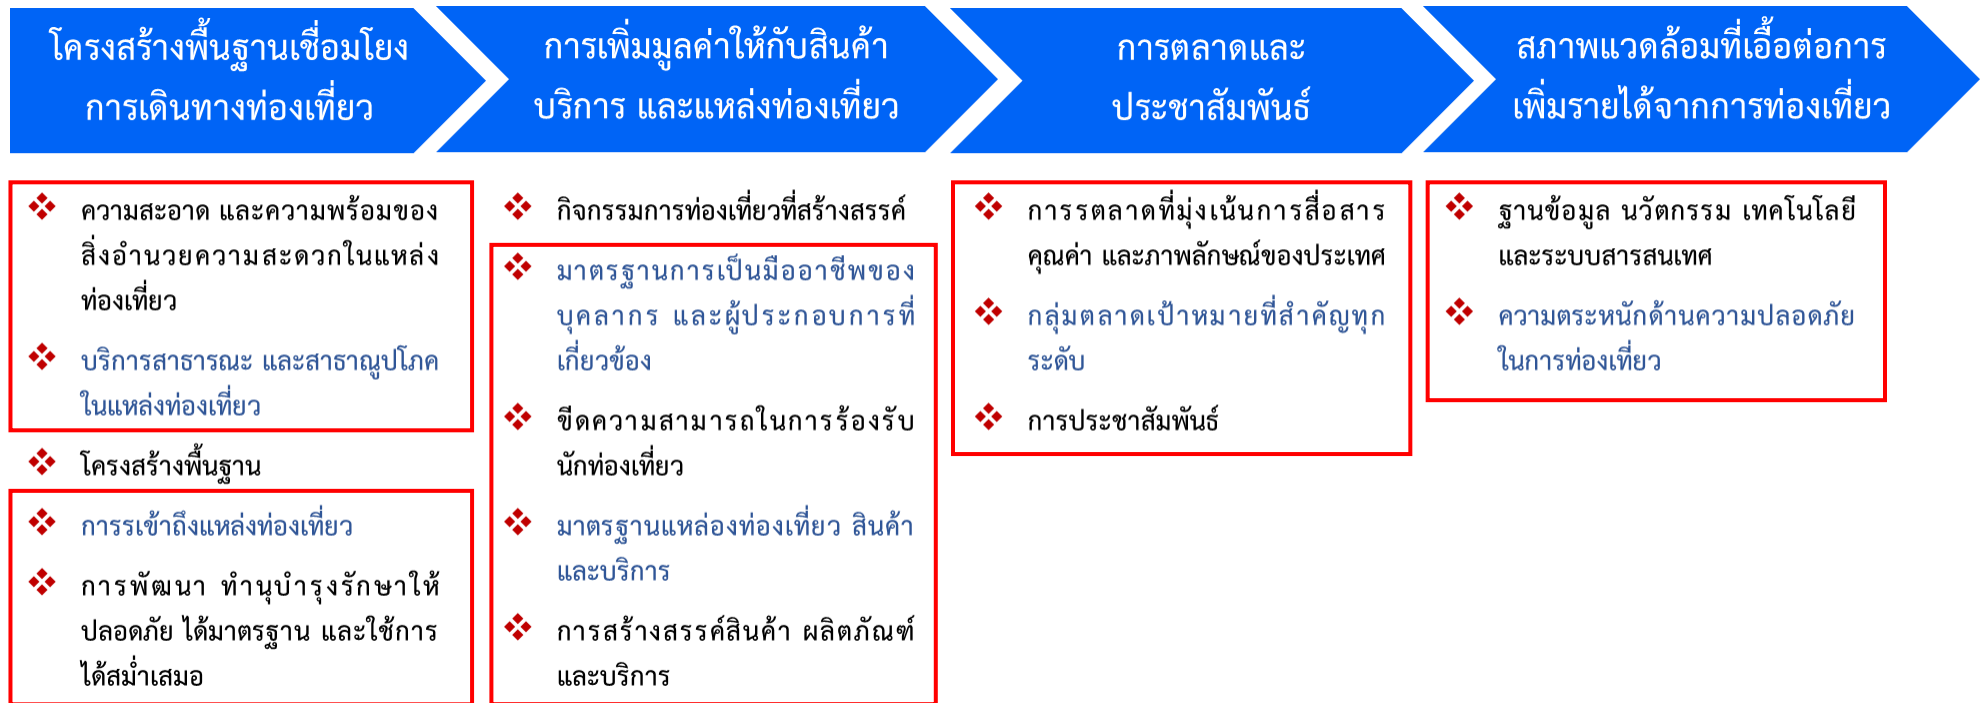 โครงสร้างพื้นฐานเชื่อมโยง
การเดินทางท่องเที่ยว
การเพิ่มมูลค่าให้กับสินค้า
บริการ และแหล่งท่องเที่ยว
การตลาดและ
ประชาสัมพันธ์
สภาพแวดล้อมที่เอื้อต่อการ
เพิ่มรายได้จากการท่องเที่ยว
ความสะอาด และความพร้อมของ
สิ่งอำนวยความสะดวกในแหล่ง
ท่องเที่ยว
บริการสาธารณะ และสาธาณูปโภค
ในแหล่งท่องเที่ยว
โครงสร้างพื้นฐาน
การรเข้าถึงแหล่งท่องเที่ยว
การพัฒนา ทำนุบำรุงรักษาให้
ปลอดภัย ได้มาตรฐาน และใช้การ
ได้สม่ำเสมอ
กิจกรรมการท่องเที่ยวที่สร้างสรรค์
มาตรฐานการเป็นมืออาชีพของ
บุคลากร และผู้ประกอบการที่
เกี่ยวข้อง
ขีดความสามารถในการร้องรับ
นักท่องเที่ยว
มาตรฐานแหล่องท่องเที่ยว สินค้า
และบริการ
การสร้างสรรค์สินค้า ผลิตภัณฑ์
และบริการ
การรตลาดที่มุ่งเน้นการสื่อสาร
คุณค่า และภาพลักษณ์ของประเทศ
กลุ่มตลาดเป้าหมายที่สำคัญทุก
ระดับ
การประชาสัมพันธ์
ฐานข้อมูล นวัตกรรม เทคโนโลยี
และระบบสารสนเทศ
ความตระหนักด้านความปลอดภัย
ในการท่องเที่ยว